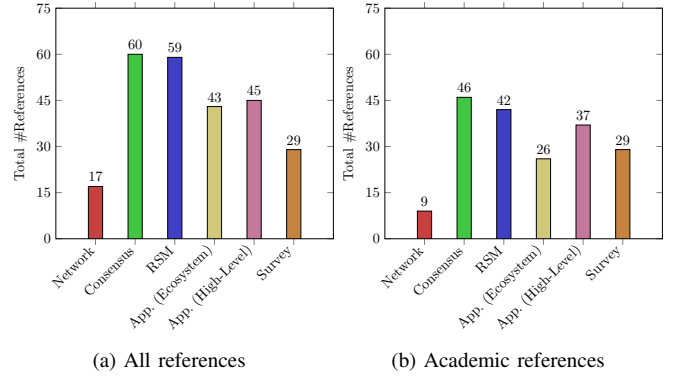 75
60
45
30
15
0
Total #References
17
60
59
43
45
29
Network
Consensus
RSM
App. (Ecosystem)
App. (High-Level)
Survey
(a) All references
75
60
45
30
15
0
Total #References
9
46
42
26
37
29
Network
Consensus
RSM
App. (Ecosystem)
App. (High-Level)
Survey
(b) Academic references